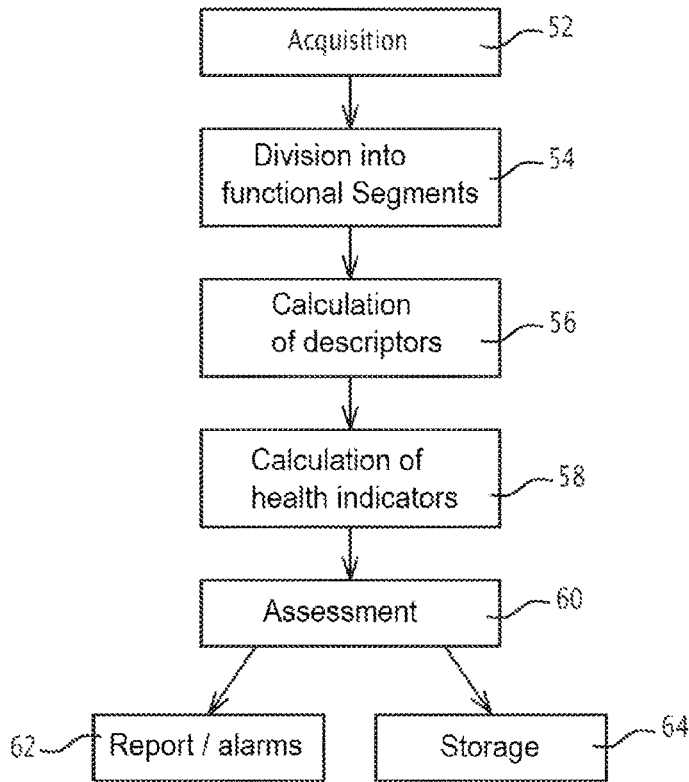 Acquisition
52
Division into
functional Segments
54
Calculation
of descriptors
56
Calculation of
health indicators
58
Assessment
60
62
Report / alarms
Storage
64